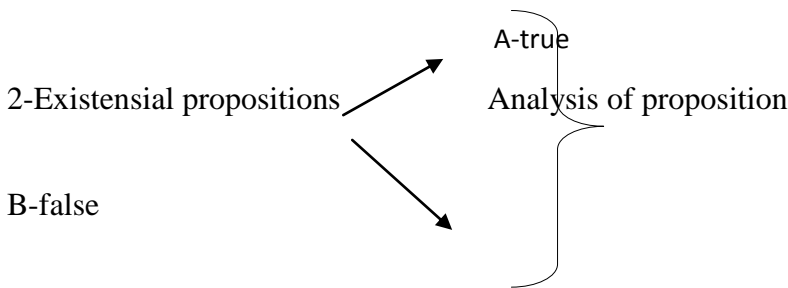 A-true
2-Existensial propositions Analysis of proposition
B-false